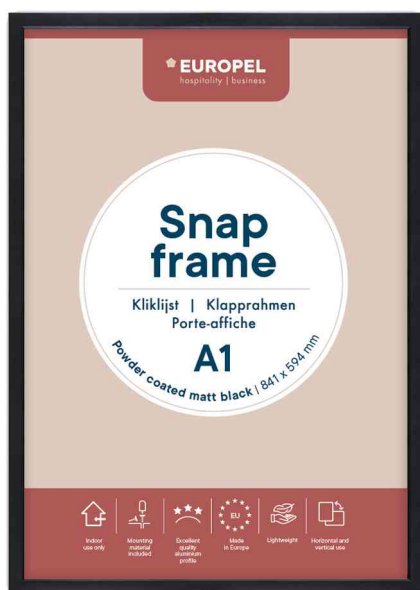 EUROPEL
hospitality | business
Snap
frame
Kliklijst | Klapprahmen
Porte-affiche
A1
Powder coated matt black | 841 x 594 mm
Indoor
use only
Mounting
material
included
Excellent
quality
aluminium
profile
EU
Made
in Europe
Lightweight
Horizontal and
vertical use